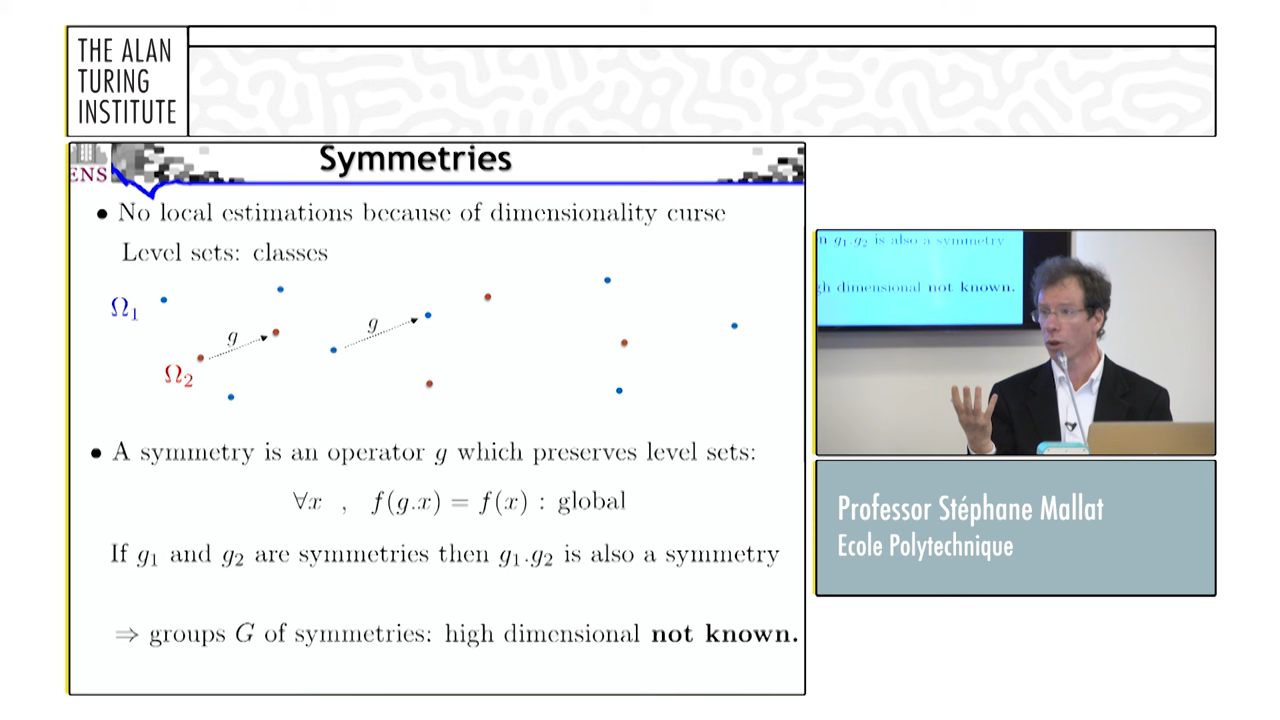 THE ALAN
TURING
INSTITUTE
ENS
Symmetries
• No local estimations because of dimensionality curse
Level sets: classes
Ω₁
g
g
Ω₂
• A symmetry is an operator g which preserves level sets:
∀x , f(g.x) = f(x) : global
If g₁ and g₂ are symmetries then g₁.g₂ is also a symmetry
⇒ groups G of symmetries: high dimensional not known.
n g₁.g₂ is also a symmetry
gh dimensional not known.
Professor Stéphane Mallat
Ecole Polytechnique